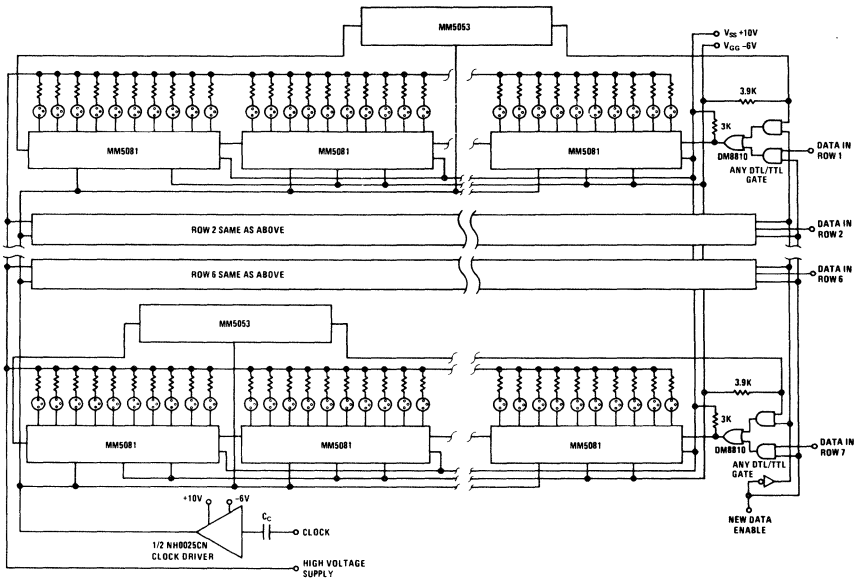 MM5053
VSS +10V
VGG −6V
3.9K
3K
MM5081
MM5081
MM5081
DM8810
ANY DTL/TTL
GATE
DATA IN
ROW 1
ROW 2 SAME AS ABOVE
DATA IN
ROW 2
ROW 6 SAME AS ABOVE
DATA IN
ROW 6
MM5053
3.9K
3K
MM5081
MM5081
MM5081
DM8810
ANY DTL/TTL
GATE
DATA IN
ROW 7
+10V
−6V
CC
CLOCK
1/2 NH0025CN
CLOCK DRIVER
NEW DATA
ENABLE
HIGH VOLTAGE
SUPPLY